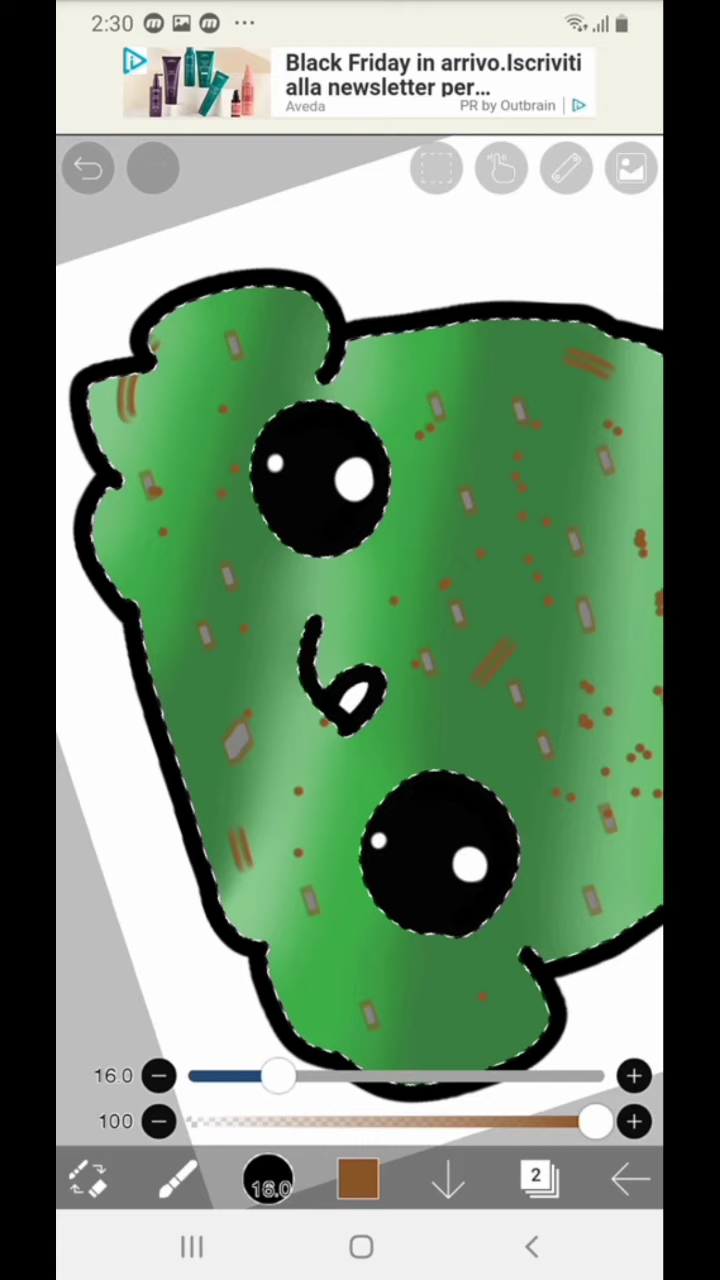 2:30
Black Friday in arrivo.Iscriviti
alla newsletter per...
Aveda PR by Outbrain
16.0
100
16.0
2